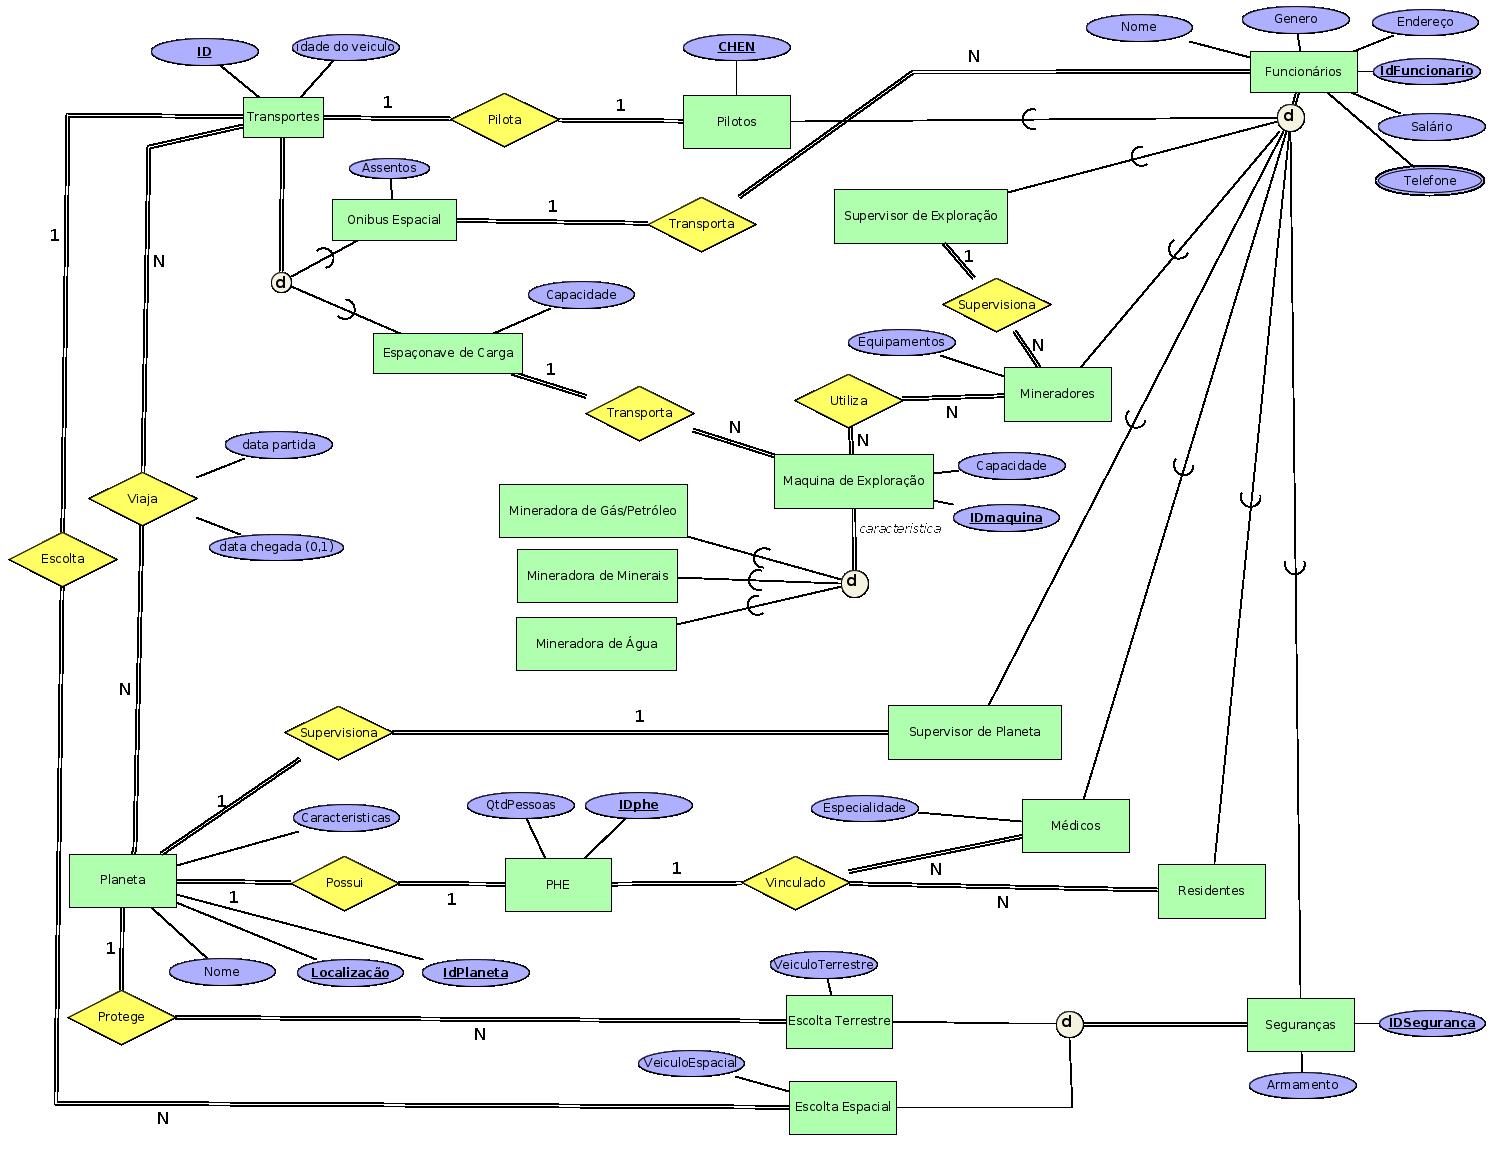 Nome
Genero
Endereço
ID
idade do veiculo
CHEN
N
Funcionários
IdFuncionario
Transportes
1
Pilota
1
Pilotos
d
Salário
Telefone
Assentos
Onibus Espacial
1
Transporta
Supervisor de Exploração
1
N
d
1
Capacidade
Supervisiona
Espaçonave de Carga
1
Equipamentos
N
Mineradores
Transporta
N
Utiliza
N
N
data partida
Viaja
Maquina de Exploração
Capacidade
IDmaquina
Mineradora de Gás/Petróleo
caracteristica
data chegada (0,1)
Escolta
Mineradora de Minerais
d
Mineradora de Água
N
1
Supervisiona
Supervisor de Planeta
1
Caracteristicas
QtdPessoas
IDphe
Especialidade
Médicos
Planeta
Possui
PHE
1
Vinculado
N
Residentes
1
1
N
1
Nome
Localização
IdPlaneta
VeiculoTerrestre
Protege
N
Escolta Terrestre
d
Seguranças
IDSeguranca
VeiculoEspacial
Armamento
Escolta Espacial
N